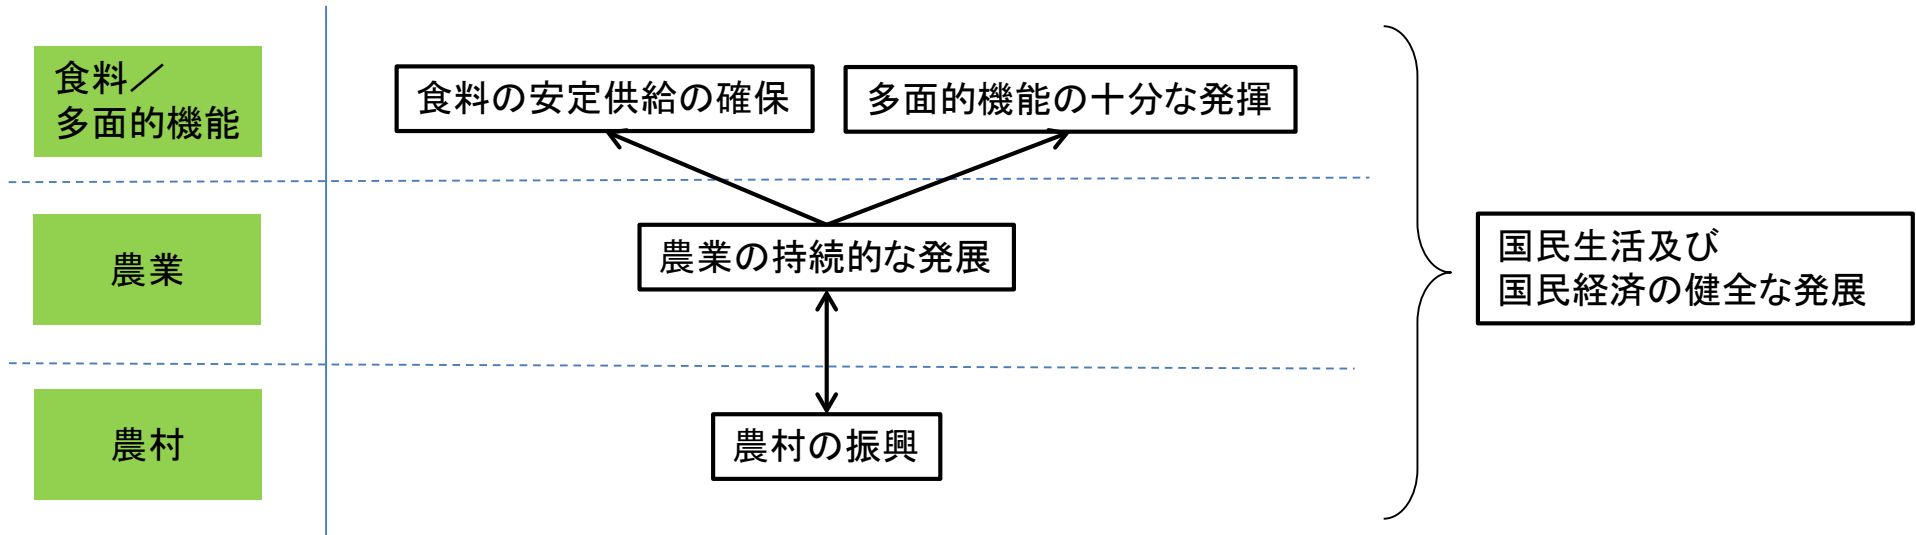 食料／
多面的機能
食料の安定供給の確保
多面的機能の十分な発揮
農業
農業の持続的な発展
国民生活及び
国民経済の健全な発展
農村
農村の振興